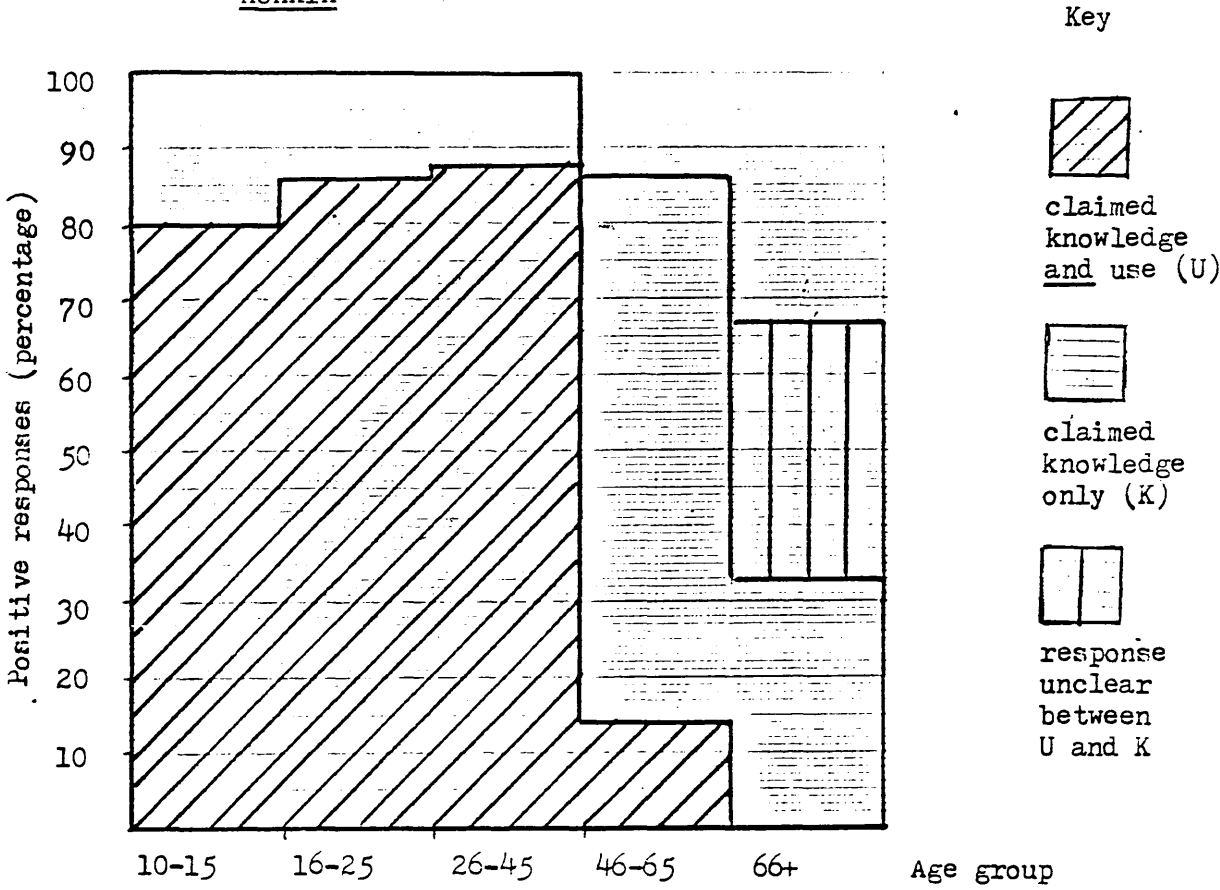 Key
100
90
80
70
60
50
40
30
20
10
Positive responses (percentage)
10-15 16-25 26-45 46-65 66+ Age group
claimed
knowledge
and use (U)
claimed
knowledge
only (K)
response
unclear
between
U and K